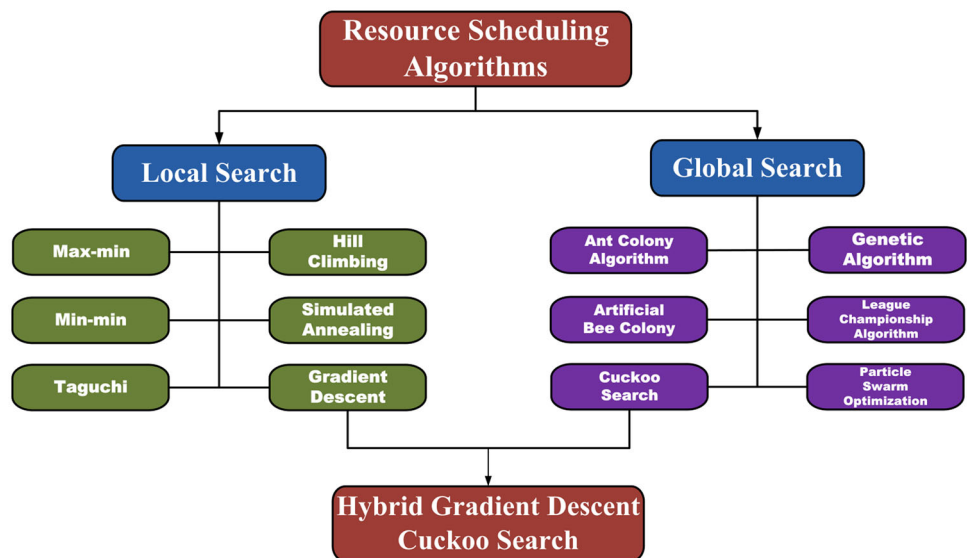 Resource Scheduling
Algorithms
Local Search
Global Search
Max-min
Hill
Climbing
Min-min
Simulated
Annealing
Taguchi
Gradient
Descent
Ant Colony
Algorithm
Genetic
Algorithm
Artificial
Bee Colony
League
Championship
Algorithm
Cuckoo
Search
Particle
Swarm
Optimization
Hybrid Gradient Descent
Cuckoo Search